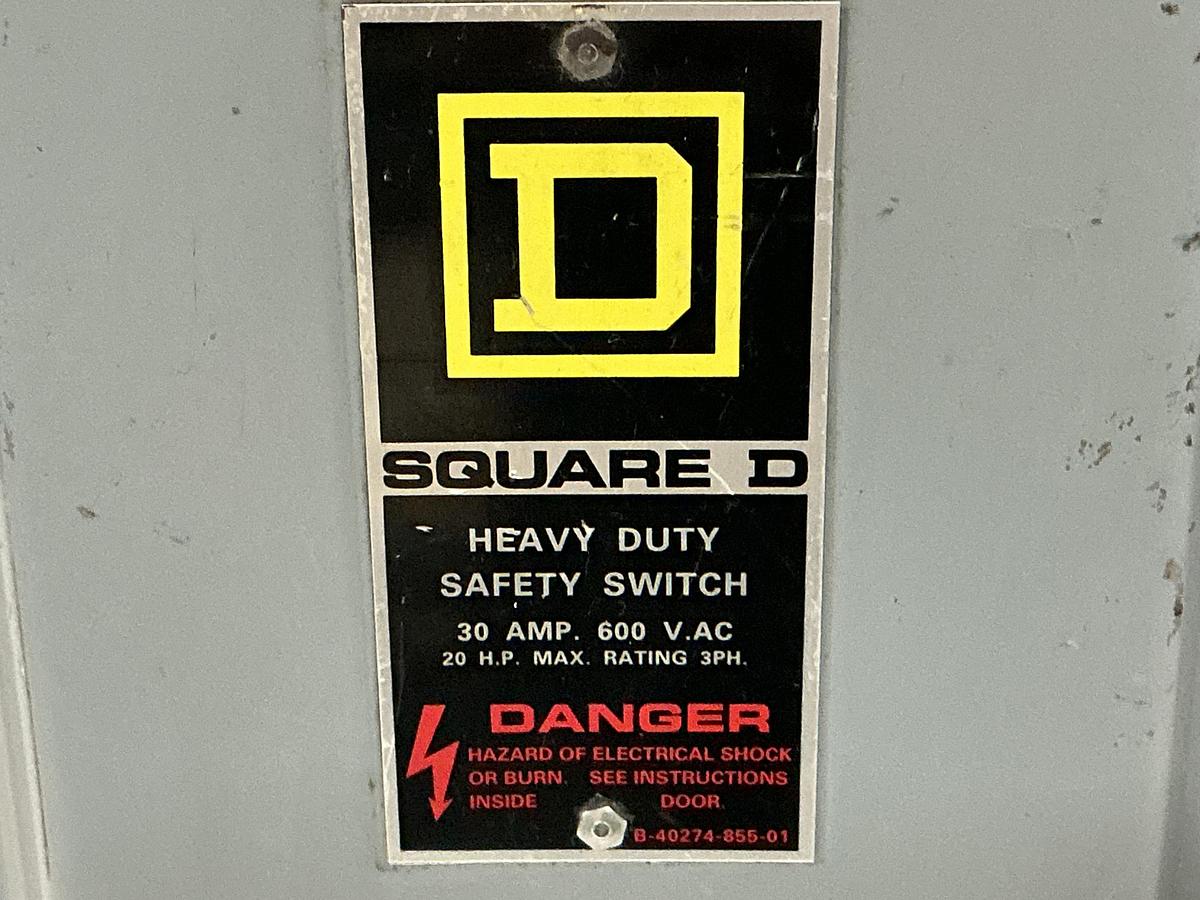 D
SQUARE D
HEAVY DUTY
SAFETY SWITCH
30 AMP. 600 V.AC
20 H.P. MAX. RATING 3PH.
DANGER
HAZARD OF ELECTRICAL SHOCK
OR BURN. SEE INSTRUCTIONS
INSIDE DOOR.
B-40274-855-01